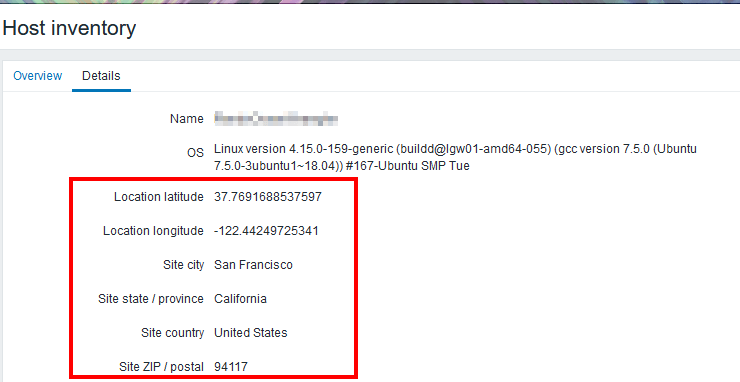 Host inventory
Overview Details
Name
OS Linux version 4.15.0-159-generic (buildd@lgw01-amd64-055) (gcc version 7.5.0 (Ubuntu
7.5.0-3ubuntu1~18.04)) #167-Ubuntu SMP Tue
Location latitude 37.7691688537597
Location longitude -122.44249725341
Site city San Francisco
Site state / province California
Site country United States
Site ZIP / postal 94117